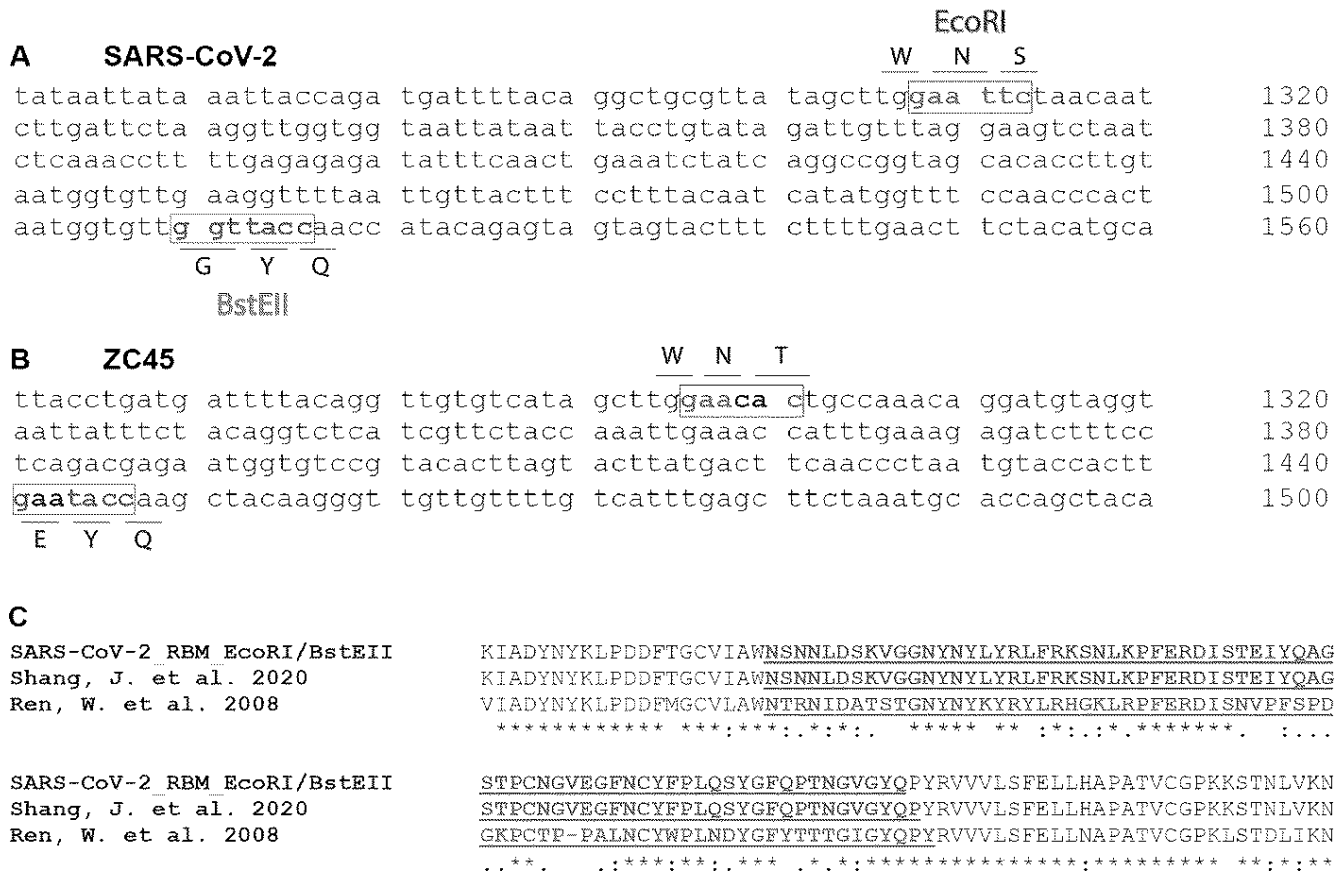 EcoRI
A SARS-CoV-2 W N S
tataattata aattaccaga tgattttaca ggctgcgtta tagcttggaa ttctaacaat 1320
cttgattcta aggttggtgg taattataat tacctgtata gattgtttag gaagtctaat 1380
ctcaaacctt ttgagagaga tatttcaact gaaatctatc aggccggtag cacaccttgt 1440
aatggtgttg aaggttttaa ttgttacttt cctttacaat catatggttt ccaacccact 1500
aatggtgttg gttaccaacc atacagagta gtagtacttt cttttgaact tctacatgca 1560
G Y Q
BstEII
B ZC45 W N T
ttacctgatg attttacagg ttgtgtcata gcttggaaca ctgccaaaca ggatgtaggt 1320
aattatttct acaggtctca tcgttctacc aaattgaaac catttgaaag agatctttcc 1380
tcagacgaga atggtgtccg tacacttagt acttatgact tcaaccctaa tgtaccactt 1440
gaataccaag ctacaagggt tgttgttttg tcatttgagc ttctaaatgc accagctaca 1500
E Y Q
C
SARS-CoV-2_RBM_EcoRI/BstEII KIADYNYKLPDDFTGCVIAWNSNNLDSKVGGNYNYLYRLFRKSNLKPFERDISTEIYQAG
Shang, J. et al. 2020 KIADYNYKLPDDFTGCVIAWNSNNLDSKVGGNYNYLYRLFRKSNLKPFERDISTEIYQAG
Ren, W. et al. 2008 VIADYNYKLPDDFMGCVLAWNTRNIDATSTGNYNYKYRYLRHGKLRPFERDISNVPFSPD
************ ***:***:.*:*:. ***** ** :*:.:*:*******. :...
SARS-CoV-2_RBM_EcoRI/BstEII STPCNGVEGFNCYFPLQSYGFQPTNGVGYQPYRVVVLSFELLHAPATVCGPKKSTNLVKN
Shang, J. et al. 2020 STPCNGVEGFNCYFPLQSYGFQPTNGVGYQPYRVVVLSFELLHAPATVCGPKKSTNLVKN
Ren, W. et al. 2008 GKPCTP-PALNCYWPLNDYGFYTTTGIGYQPYRVVVLSFELLNAPATVCGPKLSTDLIKN
.:**. .:***:**:.*** .*.*:***************:********* **:*:**